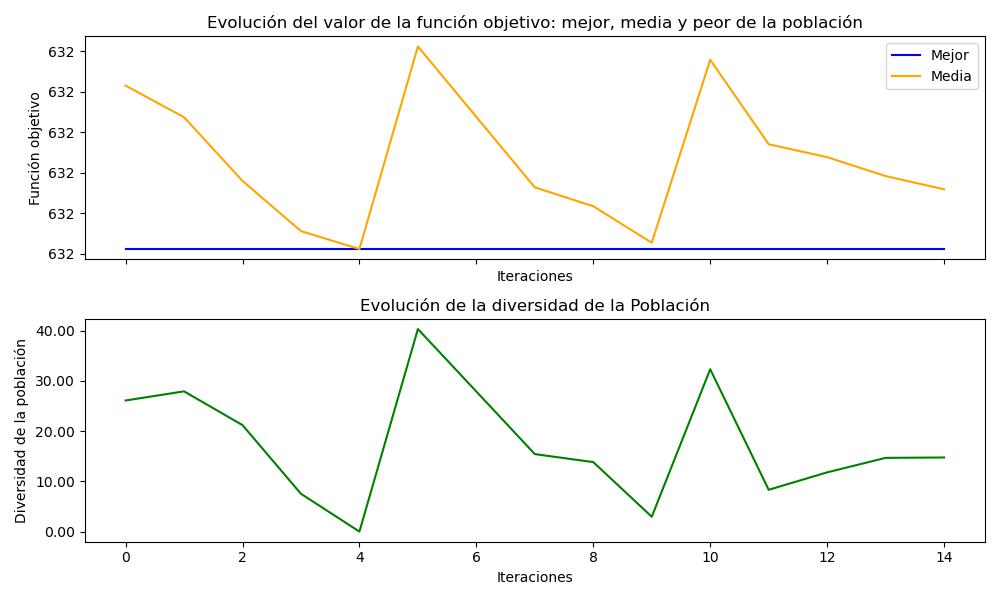 Evolución del valor de la función objetivo: mejor, media y peor de la población
Función objetivo
632
632
632
632
632
632
Mejor
Media
Iteraciones
Evolución de la diversidad de la Población
Diversidad de la población
40.00
30.00
20.00
10.00
0.00
0 2 4 6 8 10 12 14
Iteraciones